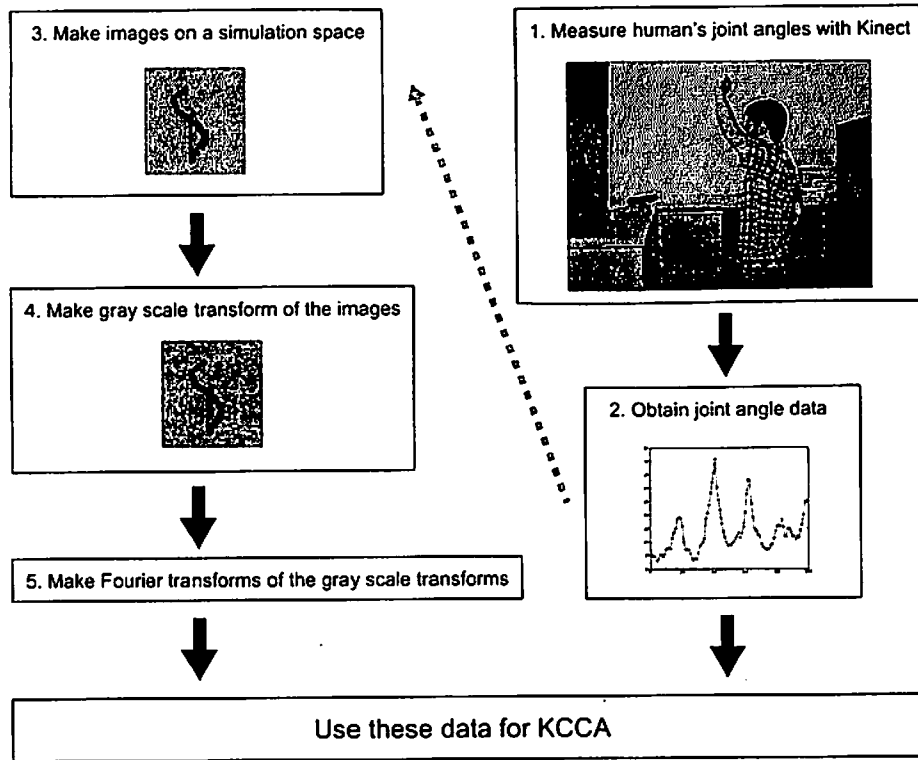 3. Make images on a simulation space
1. Measure human's joint angles with Kinect
4. Make gray scale transform of the images
2. Obtain joint angle data
5. Make Fourier transforms of the gray scale transforms
Use these data for KCCA